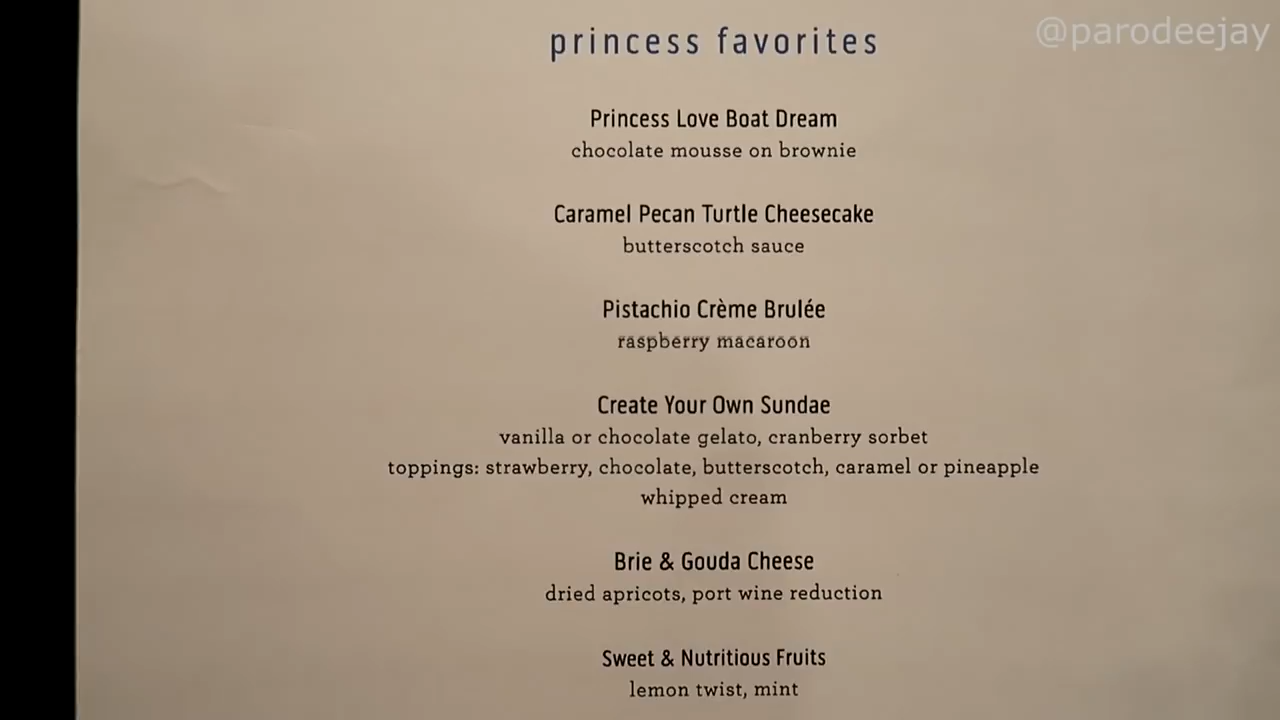 @parodeejay
princess favorites
Princess Love Boat Dream
chocolate mousse on brownie
Caramel Pecan Turtle Cheesecake
butterscotch sauce
Pistachio Crème Brulée
raspberry macaroon
Create Your Own Sundae
vanilla or chocolate gelato, cranberry sorbet
toppings: strawberry, chocolate, butterscotch, caramel or pineapple
whipped cream
Brie & Gouda Cheese
dried apricots, port wine reduction
Sweet & Nutritious Fruits
lemon twist, mint